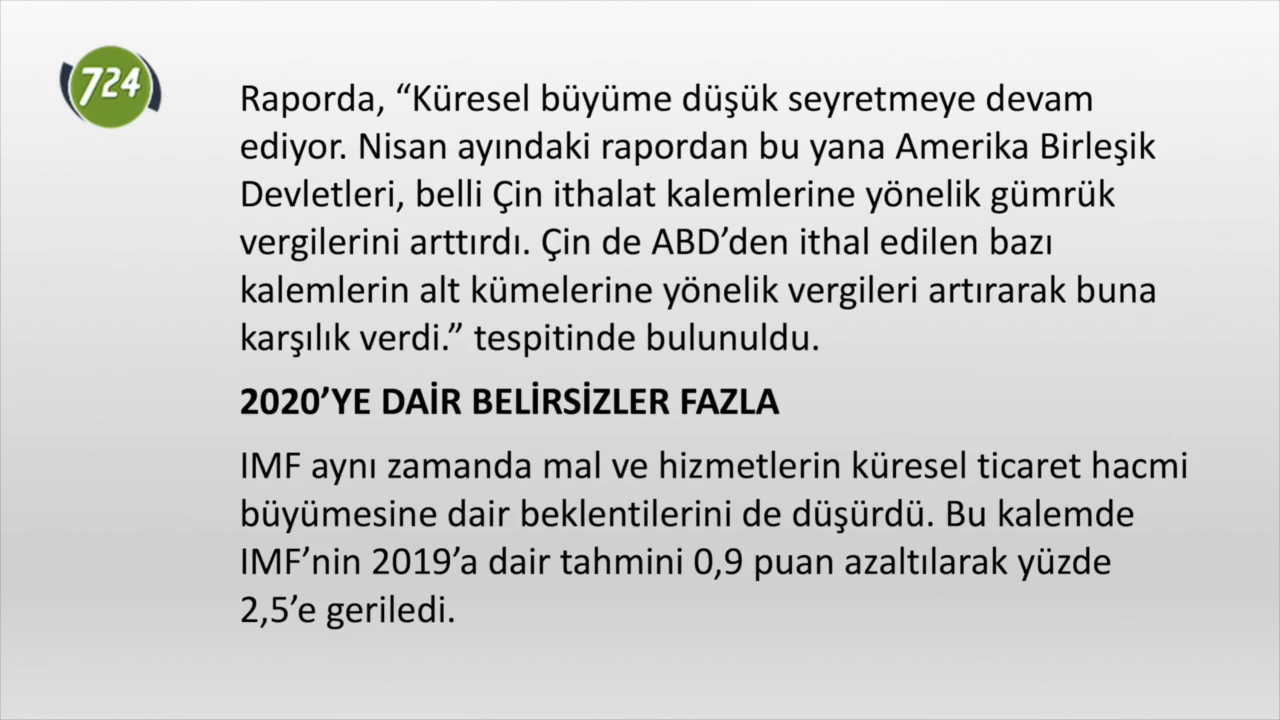 724
Raporda, “Küresel büyüme düşük seyretmeye devam
ediyor. Nisan ayındaki rapordan bu yana Amerika Birleşik
Devletleri, belli Çin ithalat kalemlerine yönelik gümrük
vergilerini arttırdı. Çin de ABD’den ithal edilen bazı
kalemlerin alt kümelerine yönelik vergileri artırarak buna
karşılık verdi.” tespitinde bulunuldu.
2020’YE DAİR BELİRSİZLER FAZLA
IMF aynı zamanda mal ve hizmetlerin küresel ticaret hacmi
büyümesine dair beklentilerini de düşürdü. Bu kalemde
IMF’nin 2019’a dair tahmini 0,9 puan azaltılarak yüzde
2,5’e geriledi.